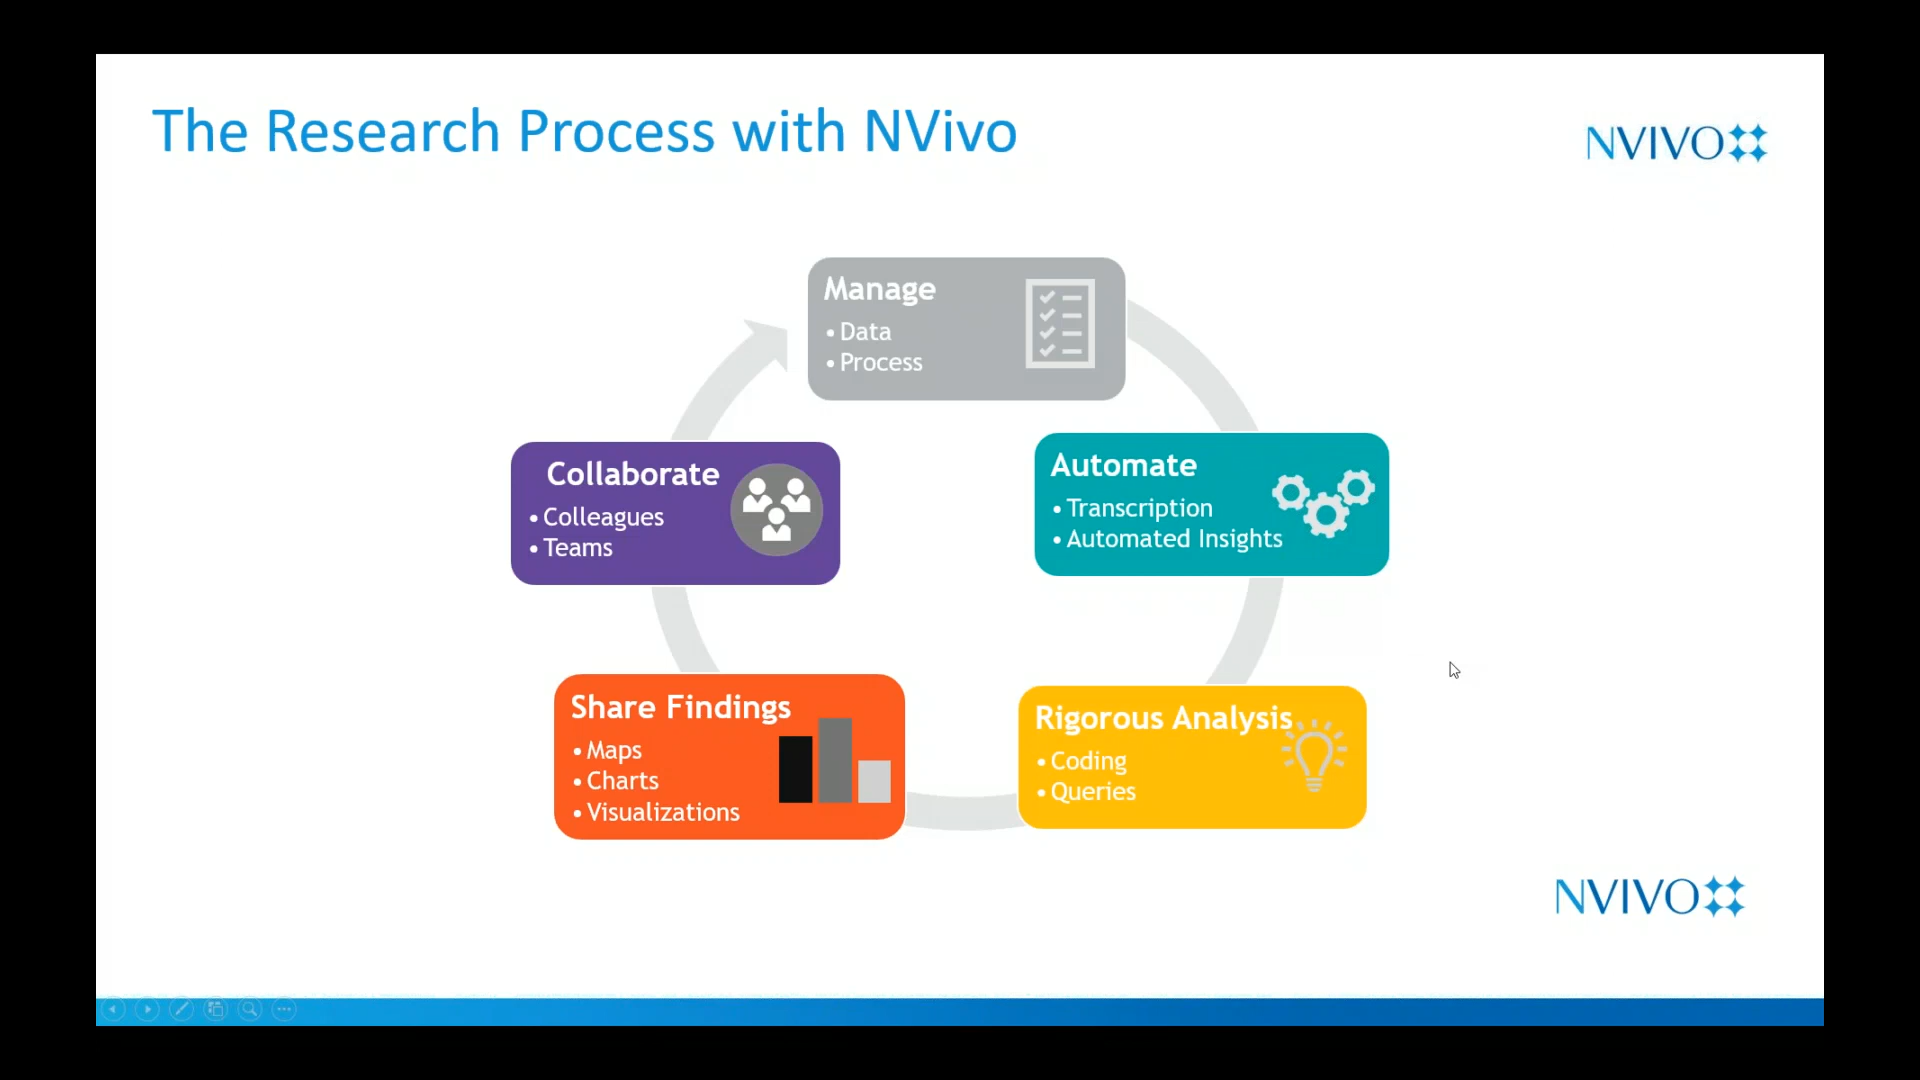 The Research Process with NVivo
NVIVO
Manage
• Data
• Process
Collaborate
• Colleagues
• Teams
Automate
• Transcription
• Automated Insights
Share Findings
• Maps
• Charts
• Visualizations
Rigorous Analysis
• Coding
• Queries
NVIVO